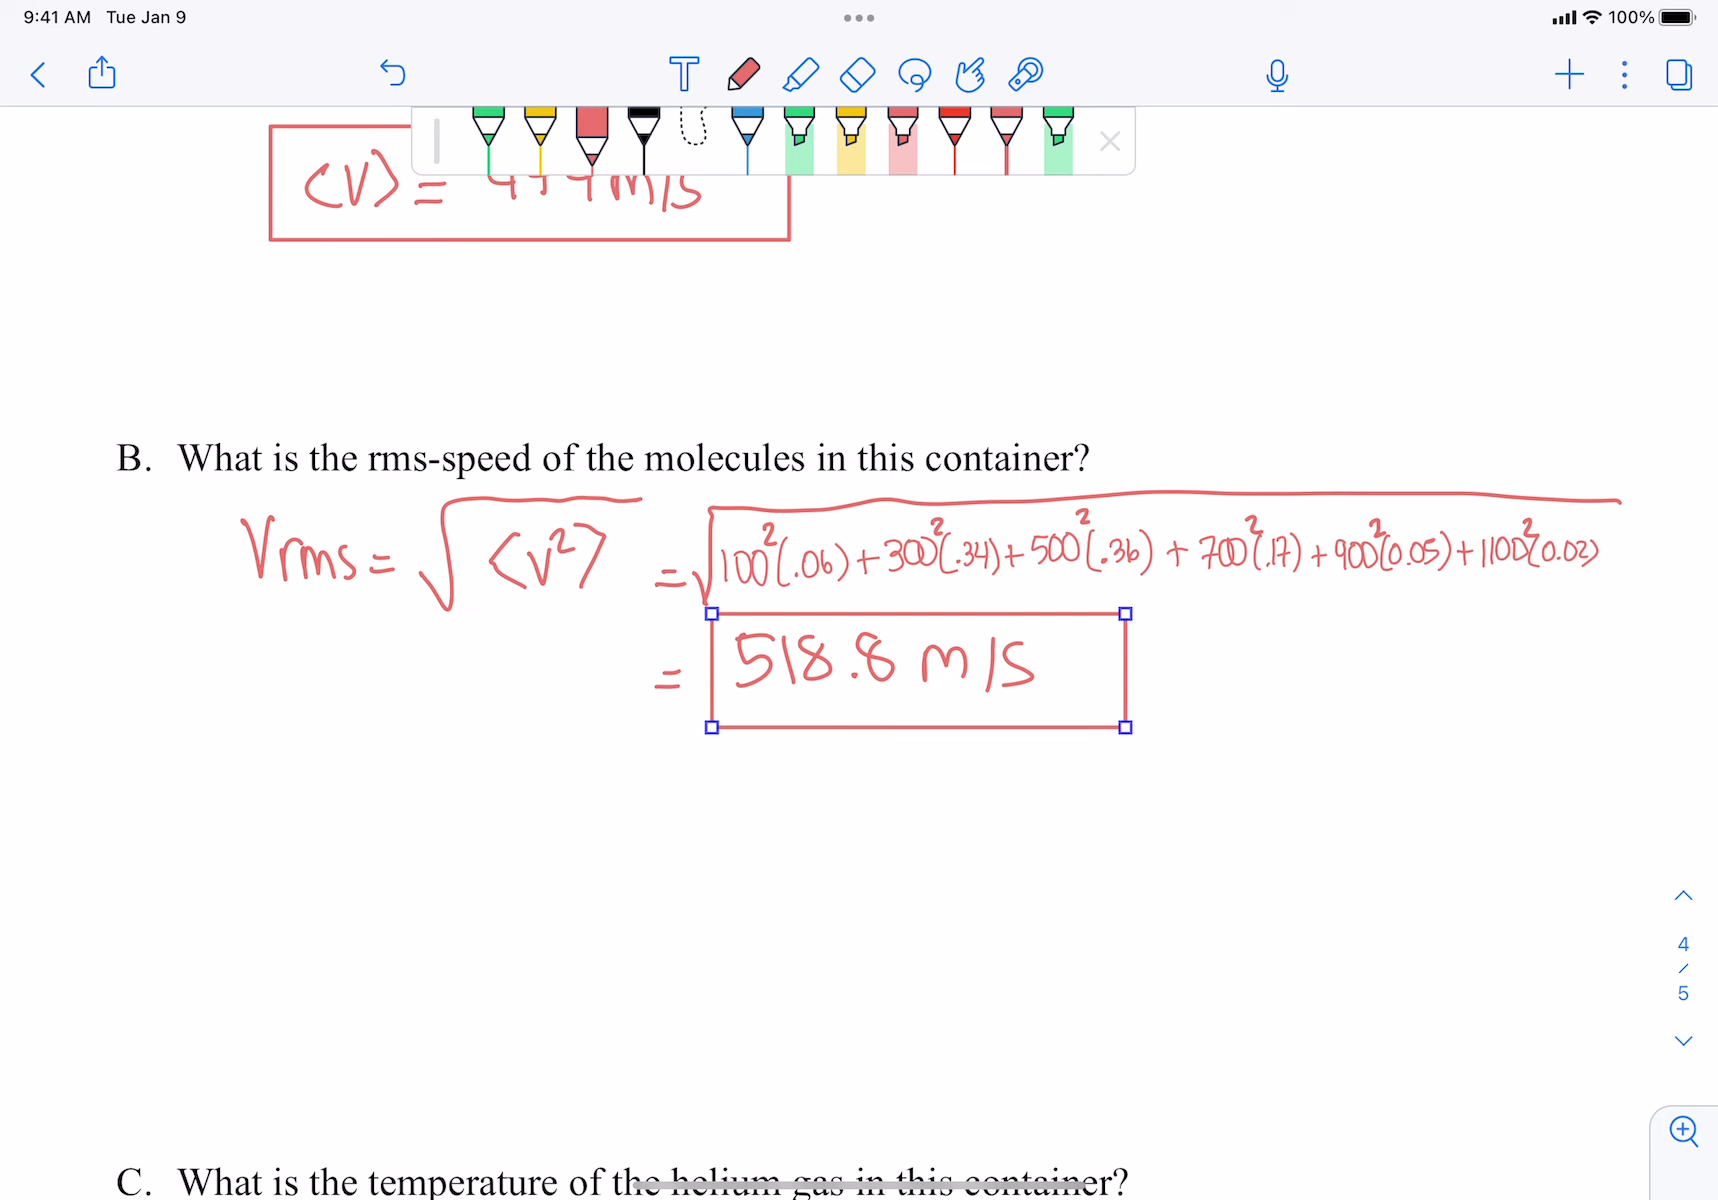 9:41 AM Tue Jan 9
100%
⟨V⟩ = m/s
B. What is the rms-speed of the molecules in this container?
Vrms = √⟨v²⟩ = √100²(.06) + 300²(.34) + 500²(.36) + 700²(.17) + 900²(0.05) + 1100²(0.02)
= 518.8 m/s
4
/
5
C. What is the temperature of the helium gas in this container?